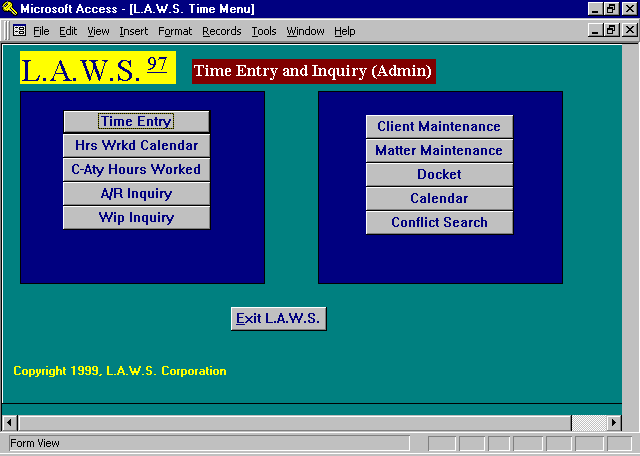 Microsoft Access - [L.A.W.S. Time Menu]
File Edit View Insert Format Records Tools Window Help
L.A.W.S. 97
Time Entry and Inquiry (Admin)
Time Entry
Hrs Wrkd Calendar
C-Aty Hours Worked
A/R Inquiry
Wip Inquiry
Client Maintenance
Matter Maintenance
Docket
Calendar
Conflict Search
Exit L.A.W.S.
Copyright 1999, L.A.W.S. Corporation
Form View